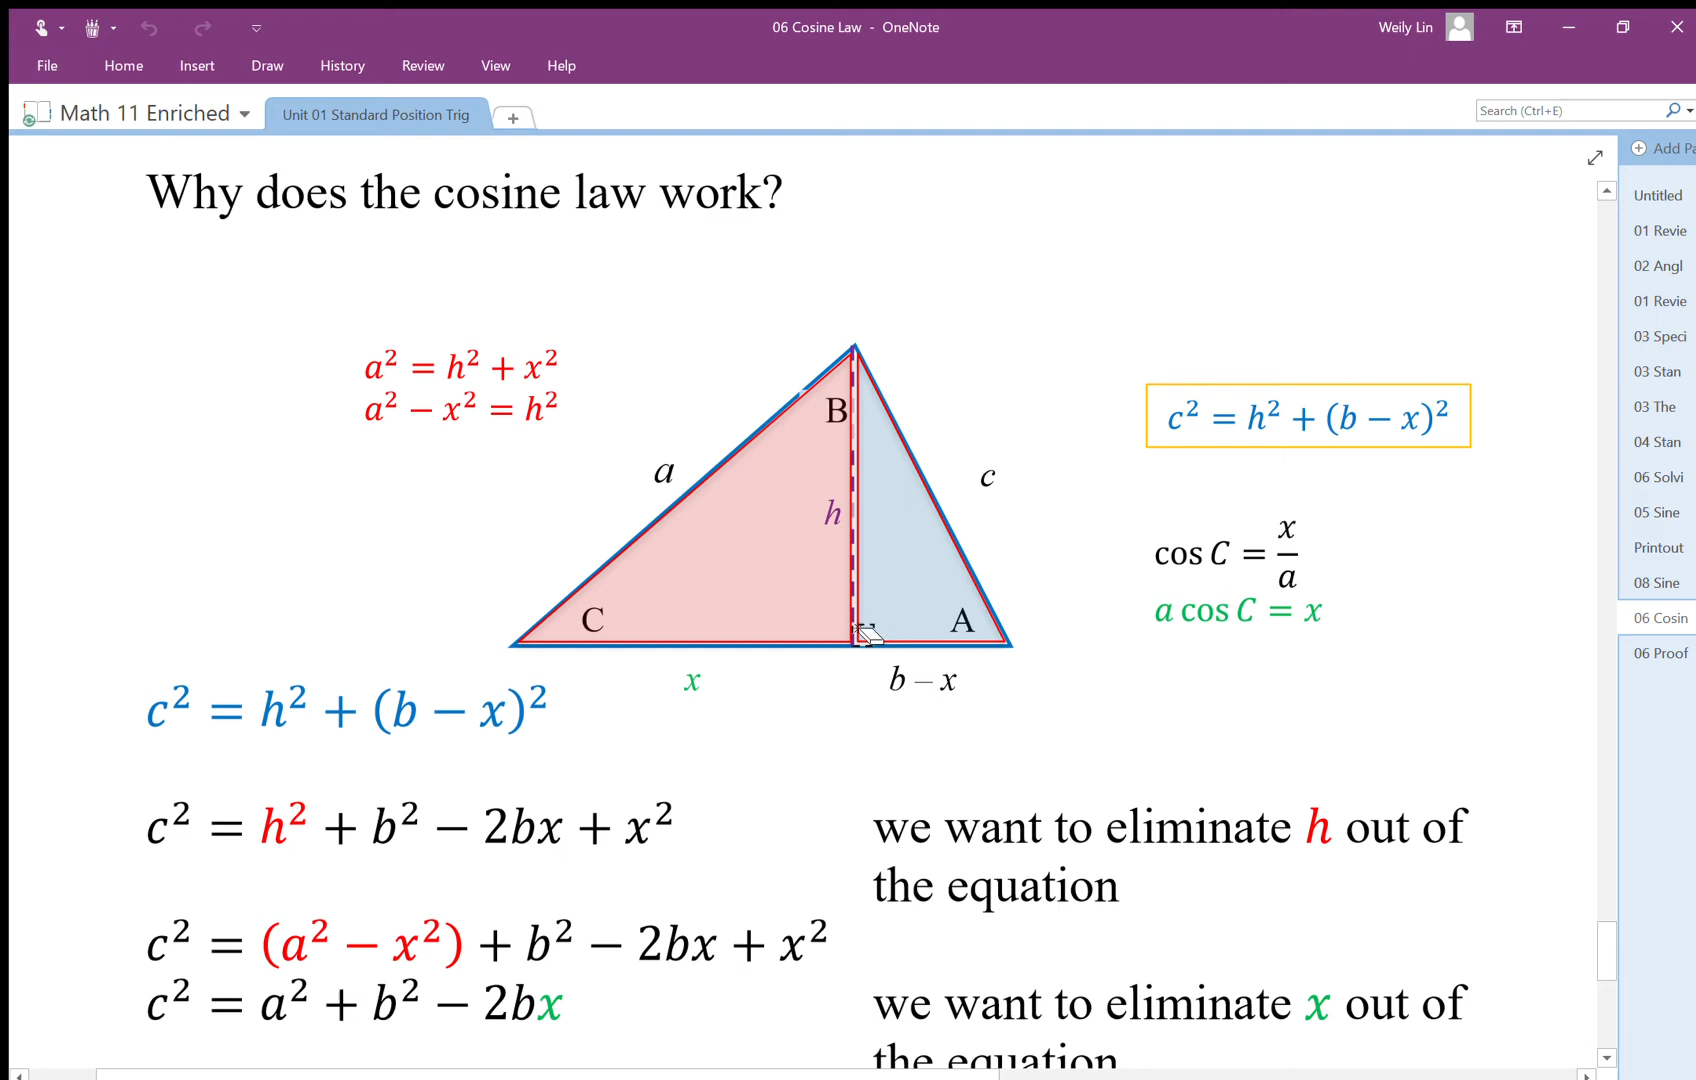 06 Cosine Law - OneNote
Weily Lin
File Home Insert Draw History Review View Help
Math 11 Enriched
Unit 01 Standard Position Trig
+
Search (Ctrl+E)
Add Pa
Untitled
01 Revie
02 Angl
01 Revie
03 Speci
03 Stan
03 The
04 Stan
06 Solvi
05 Sine
Printout
08 Sine
06 Cosin
06 Proof
Why does the cosine law work?
a² = h² + x²
a² − x² = h²
B
a
c
h
C
A
x
b – x
c² = h² + (b − x)²
cos C = x/a
a cos C = x
c² = h² + (b − x)²
c² = h² + b² − 2bx + x²
we want to eliminate h out of
the equation
c² = (a² − x²) + b² − 2bx + x²
c² = a² + b² − 2bx
we want to eliminate x out of
the equation